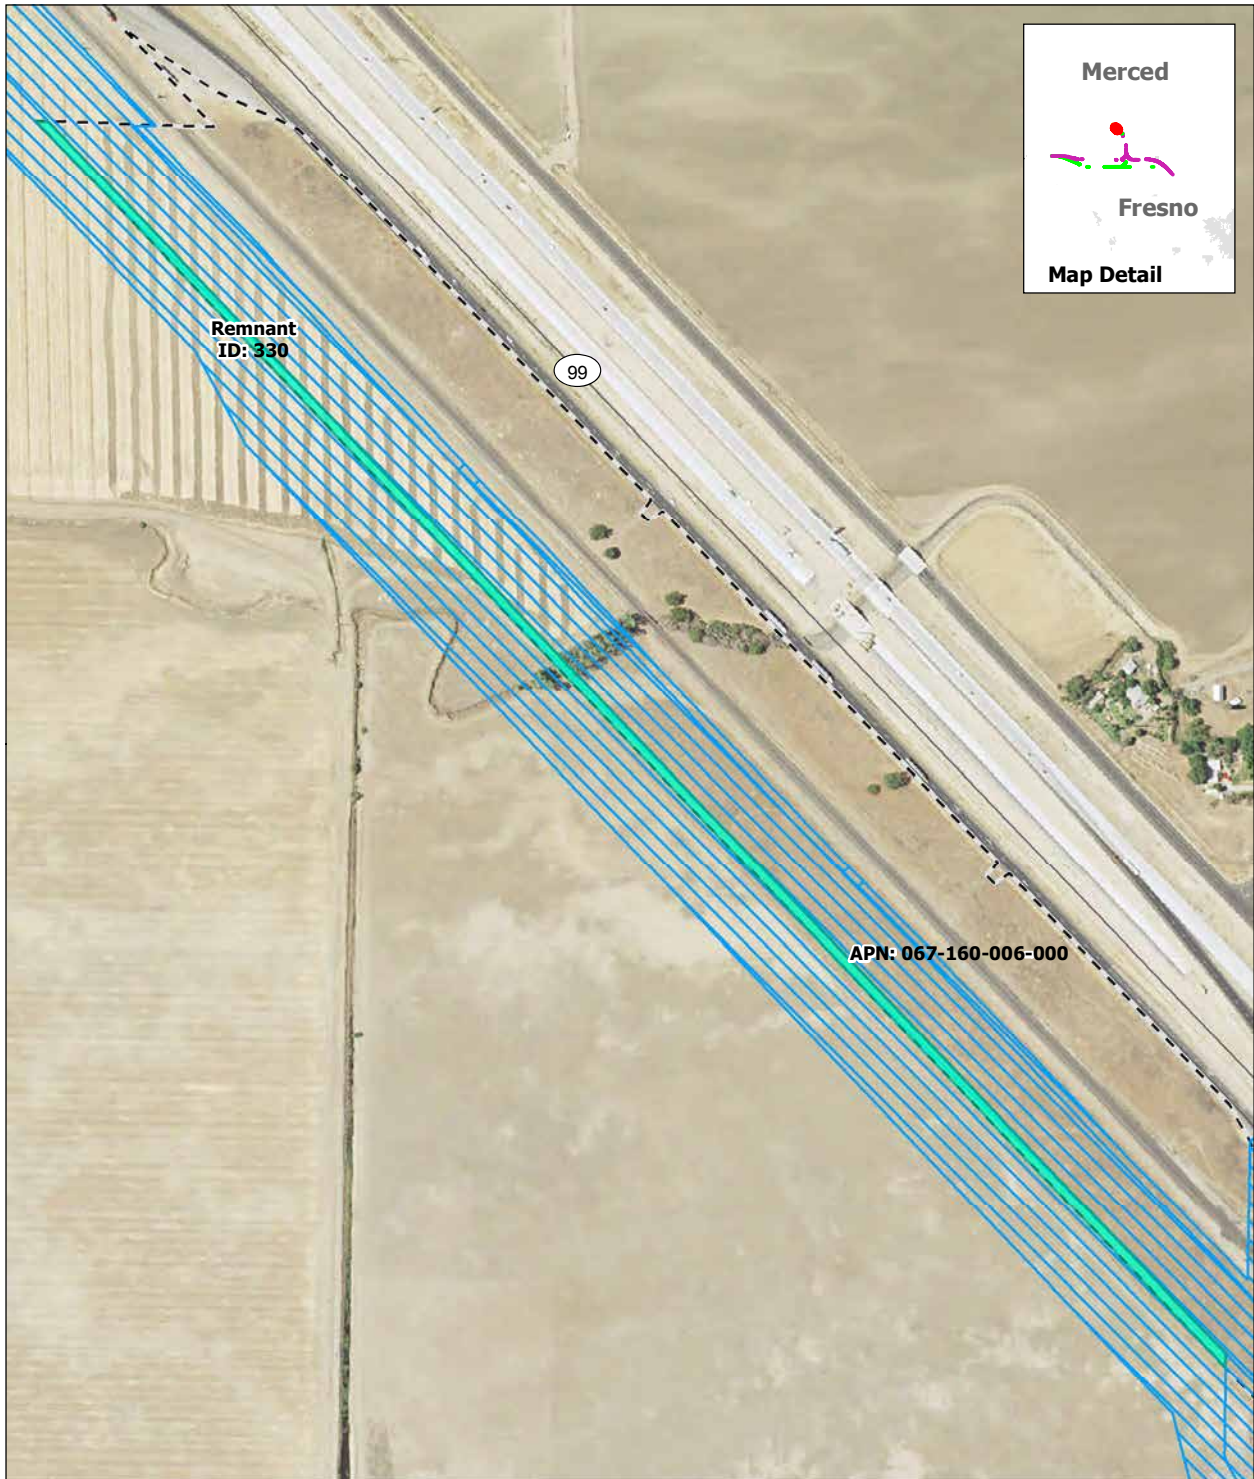 Merced
Fresno
Map Detail
Remnant
ID: 330
99
APN: 067-160-006-000